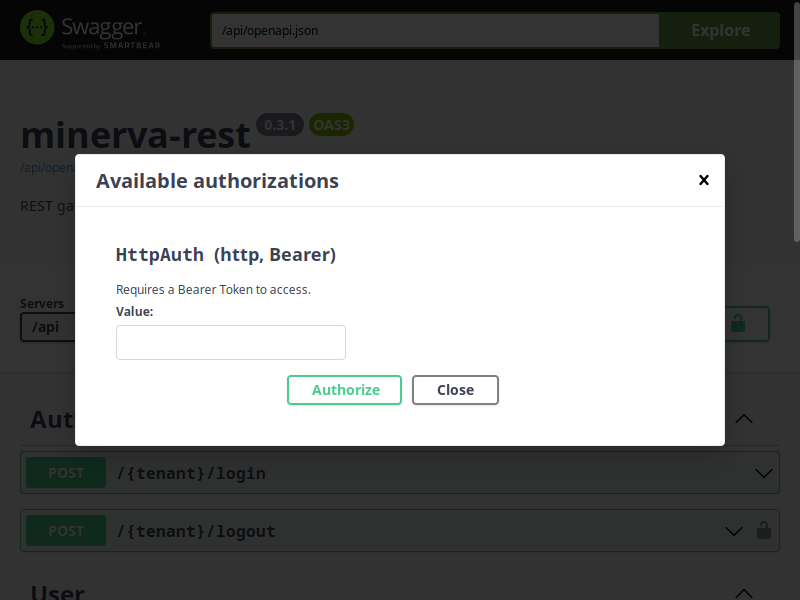 Swagger
Supported by SMARTBEAR
/api/openapi.json
Explore
minerva-rest
0.3.1
OAS3
/api/open
REST ga
Available authorizations
HttpAuth (http, Bearer)
Requires a Bearer Token to access.
Value:
Authorize
Close
Servers
/api
Aut
POST
/{tenant}/login
POST
/{tenant}/logout
User